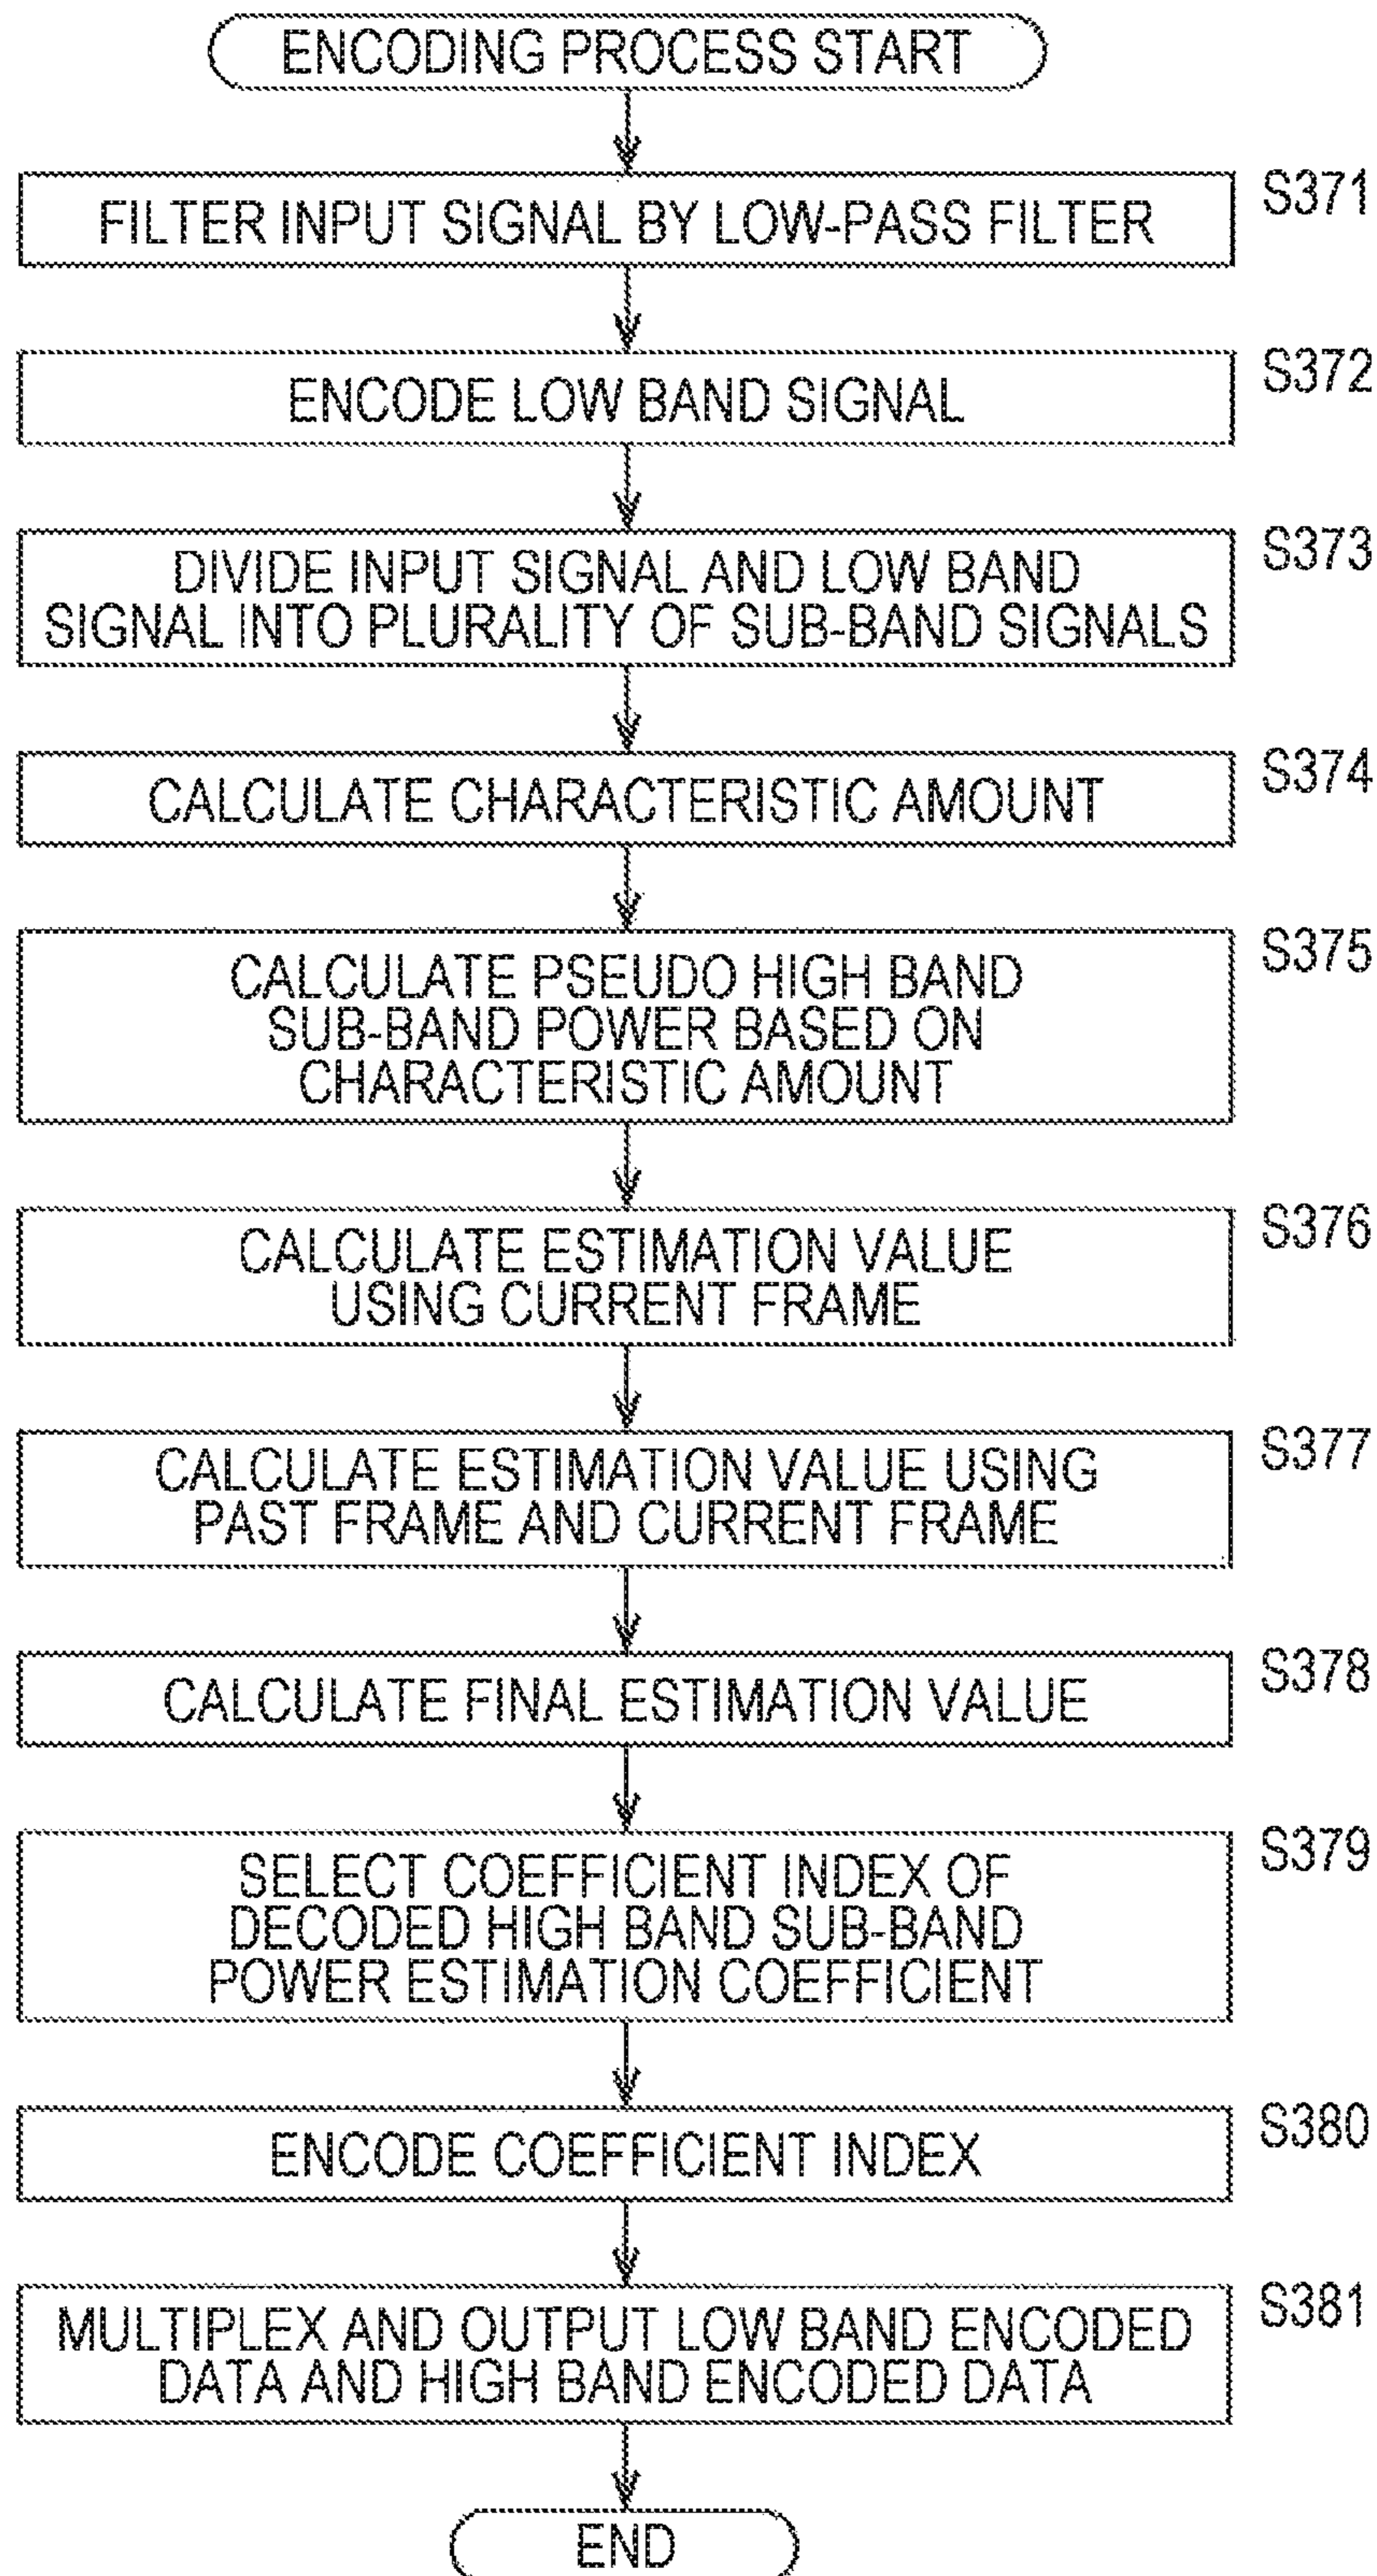 ENCODING PROCESS START
S371
FILTER INPUT SIGNAL BY LOW-PASS FILTER
S372
ENCODE LOW BAND SIGNAL
S373
DIVIDE INPUT SIGNAL AND LOW BAND
SIGNAL INTO PLURALITY OF SUB-BAND SIGNALS
S374
CALCULATE CHARACTERISTIC AMOUNT
S375
CALCULATE PSEUDO HIGH BAND
SUB-BAND POWER BASED ON
CHARACTERISTIC AMOUNT
S376
CALCULATE ESTIMATION VALUE
USING CURRENT FRAME
S377
CALCULATE ESTIMATION VALUE USING
PAST FRAME AND CURRENT FRAME
S378
CALCULATE FINAL ESTIMATION VALUE
S379
SELECT COEFFICIENT INDEX OF
DECODED HIGH BAND SUB-BAND
POWER ESTIMATION COEFFICIENT
S380
ENCODE COEFFICIENT INDEX
S381
MULTIPLEX AND OUTPUT LOW BAND ENCODED
DATA AND HIGH BAND ENCODED DATA
END